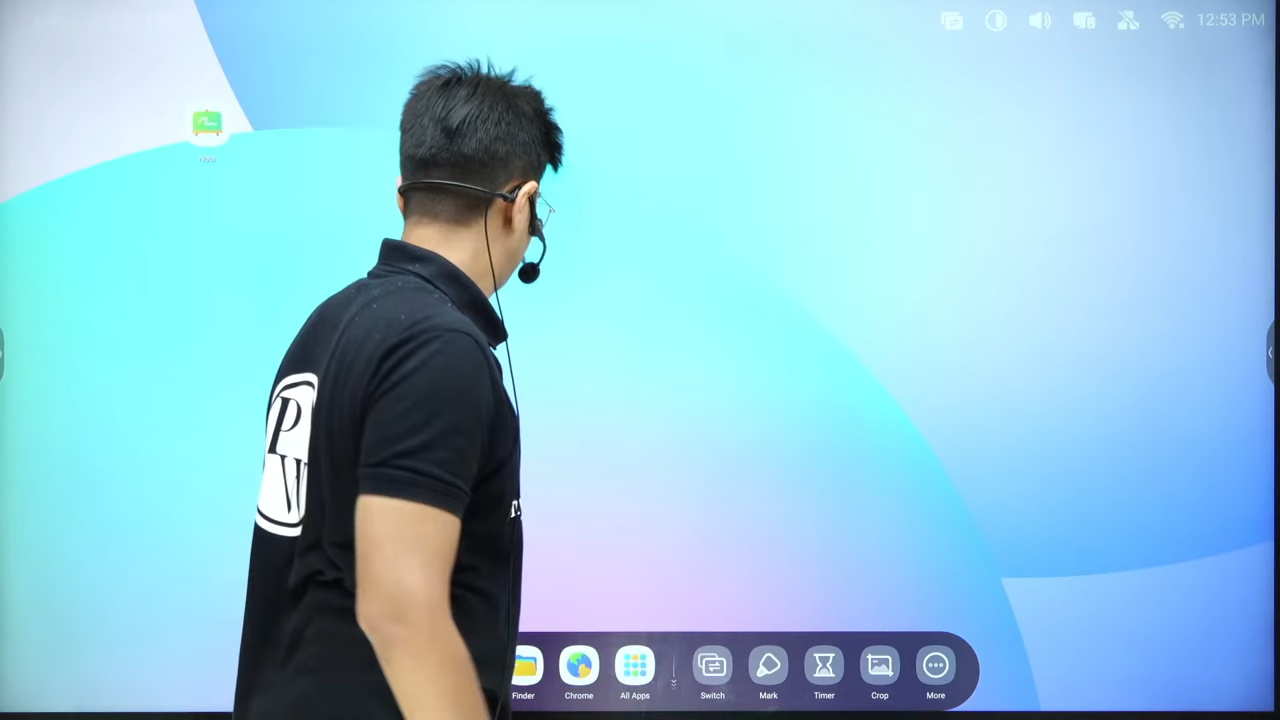 12:53 PM
Note
P
W
Finder
Chrome
All Apps
Switch
Mark
Timer
Crop
More